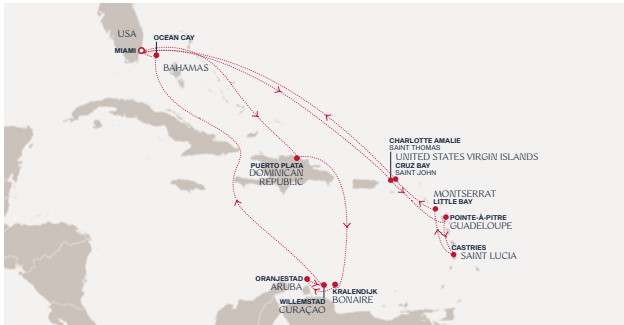 USA
OCEAN CAY
MIAMI
BAHAMAS
CHARLOTTE AMALIE
SAINT THOMAS
UNITED STATES VIRGIN ISLANDS
CRUZ BAY
SAINT JOHN
PUERTO PLATA
DOMINICAN
REPUBLIC
MONTSERRAT
LITTLE BAY
POINTE-À-PITRE
GUADELOUPE
CASTRIES
SAINT LUCIA
ORANJESTAD
ARUBA
KRALENDIJK
BONAIRE
WILLEMSTAD
CURAÇAO